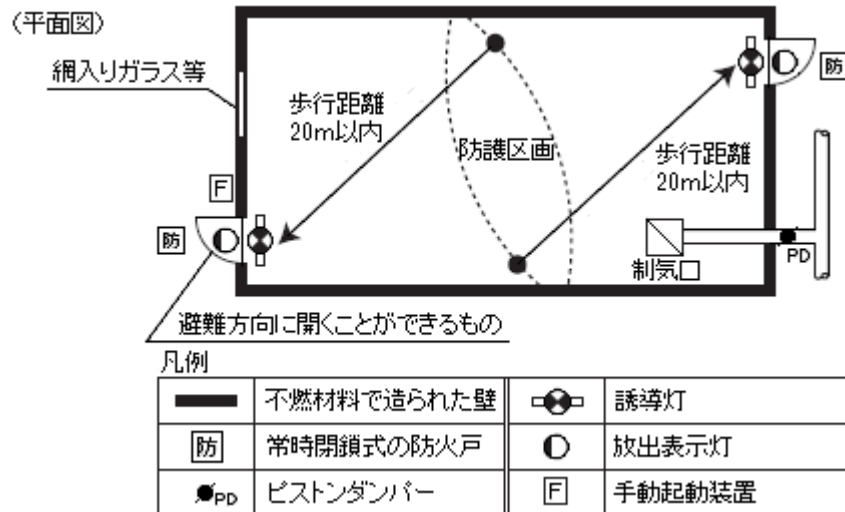 (平面図)
網入りガラス等
歩行距離
20m以内
防護区画
歩行距離
20m以内
防
F
防
制気口
PD
避難方向に開くことができるもの
凡例
不燃材料で造られた壁
誘導灯
防
常時閉鎖式の防火戸
放出表示灯
PD
ピストンダンパー
F
手動起動装置